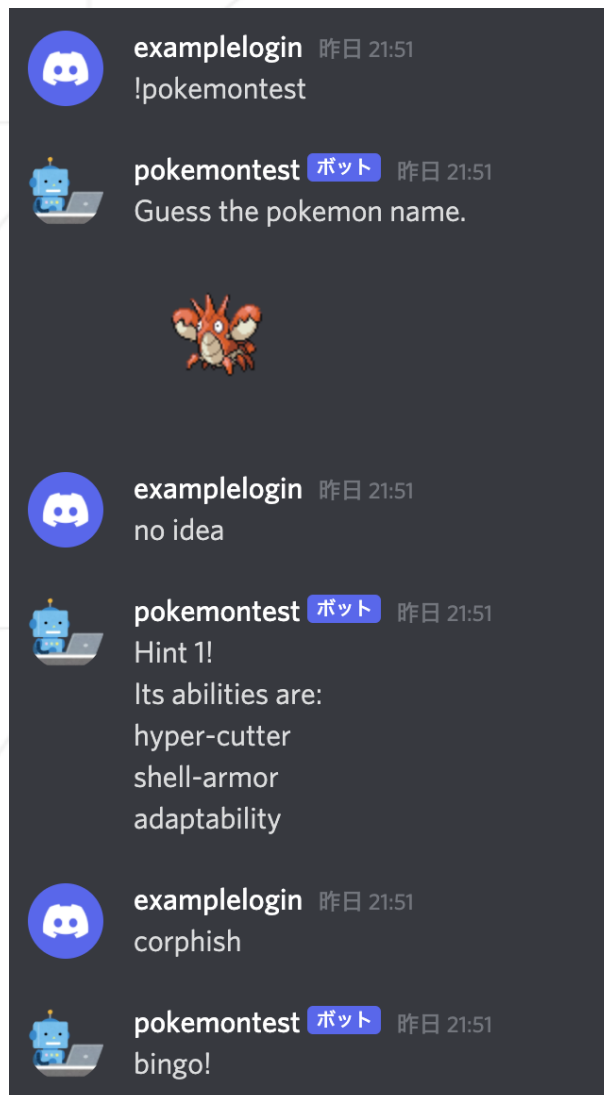 examplelogin 昨日 21:51
!pokemontest
pokemontest ボット 昨日 21:51
Guess the pokemon name.
examplelogin 昨日 21:51
no idea
pokemontest ボット 昨日 21:51
Hint 1!
Its abilities are:
hyper-cutter
shell-armor
adaptability
examplelogin 昨日 21:51
corphish
pokemontest ボット 昨日 21:51
bingo!